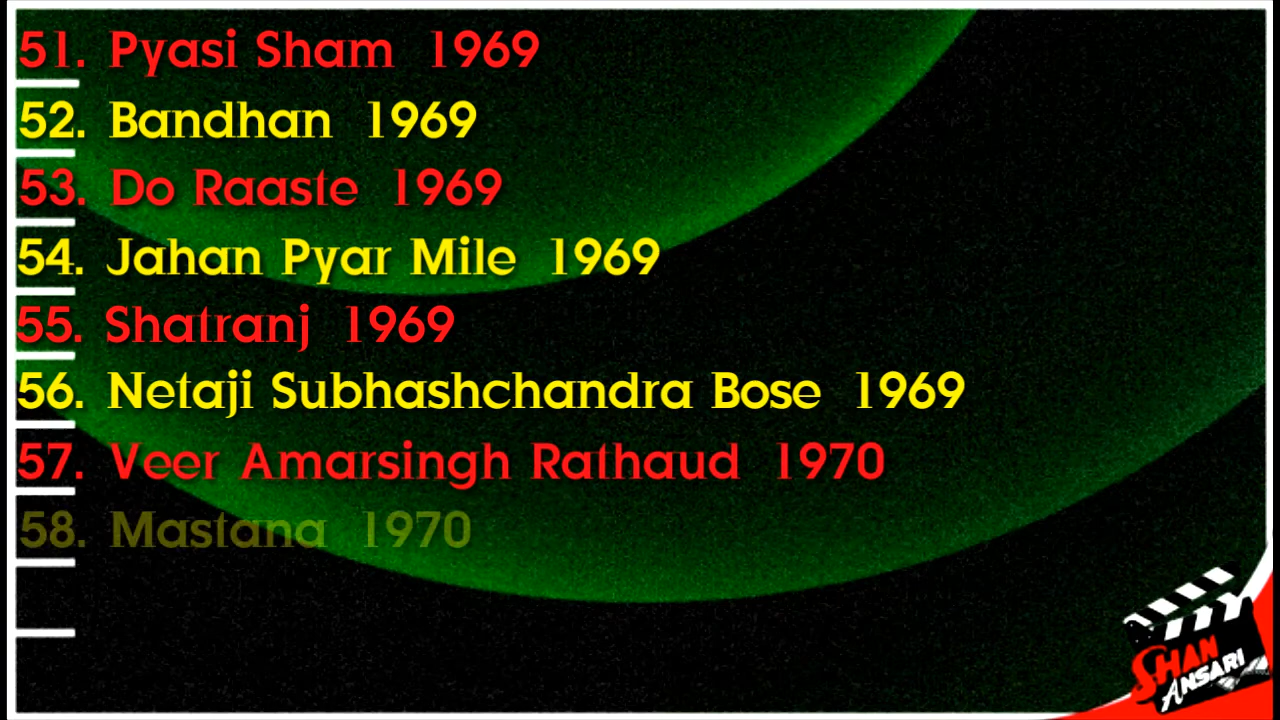 51. Pyasi Sham 1969
52. Bandhan 1969
53. Do Raaste 1969
54. Jahan Pyar Mile 1969
55. Shatranj 1969
56. Netaji Subhashchandra Bose 1969
57. Veer Amarsingh Rathaud 1970
58. Mastana 1970
SHAN
ANSARI